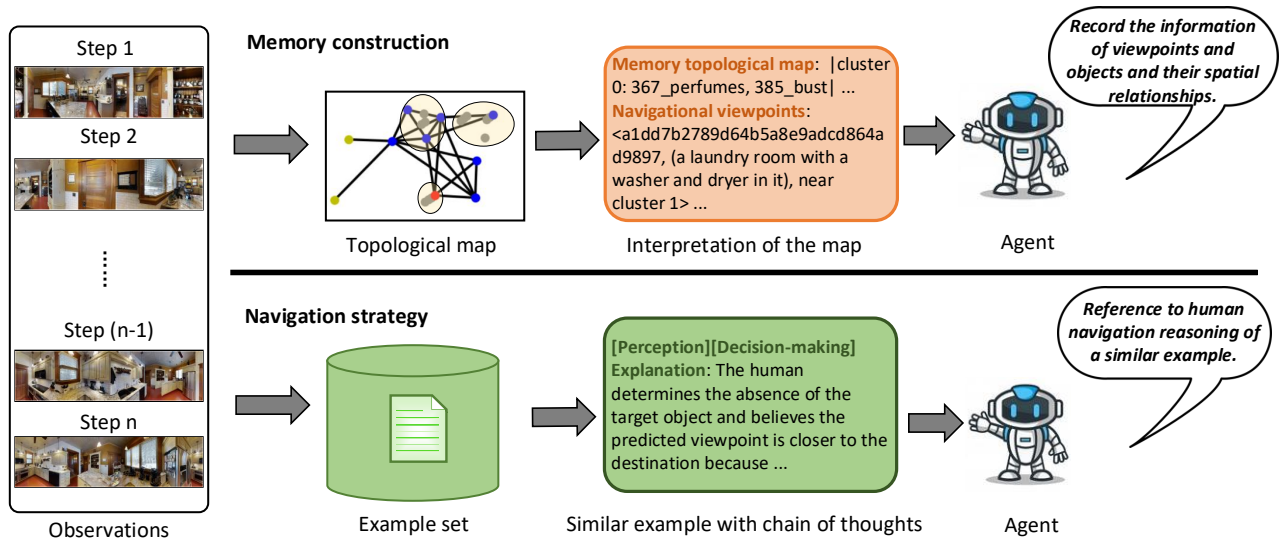 Step 1
Step 2
Step (n-1)
Step n
Observations
Memory construction
Topological map
Memory topological map: |cluster
0: 367_perfumes, 385_bust| ...
Navigational viewpoints:
<a1dd7b2789d64b5a8e9adcd864a
d9897, (a laundry room with a
washer and dryer in it), near
cluster 1> ...
Interpretation of the map
Agent
Record the information
of viewpoints and
objects and their spatial
relationships.
Navigation strategy
Example set
[Perception][Decision-making]
Explanation: The human
determines the absence of the
target object and believes the
predicted viewpoint is closer to the
destination because ...
Similar example with chain of thoughts
Agent
Reference to human
navigation reasoning of
a similar example.